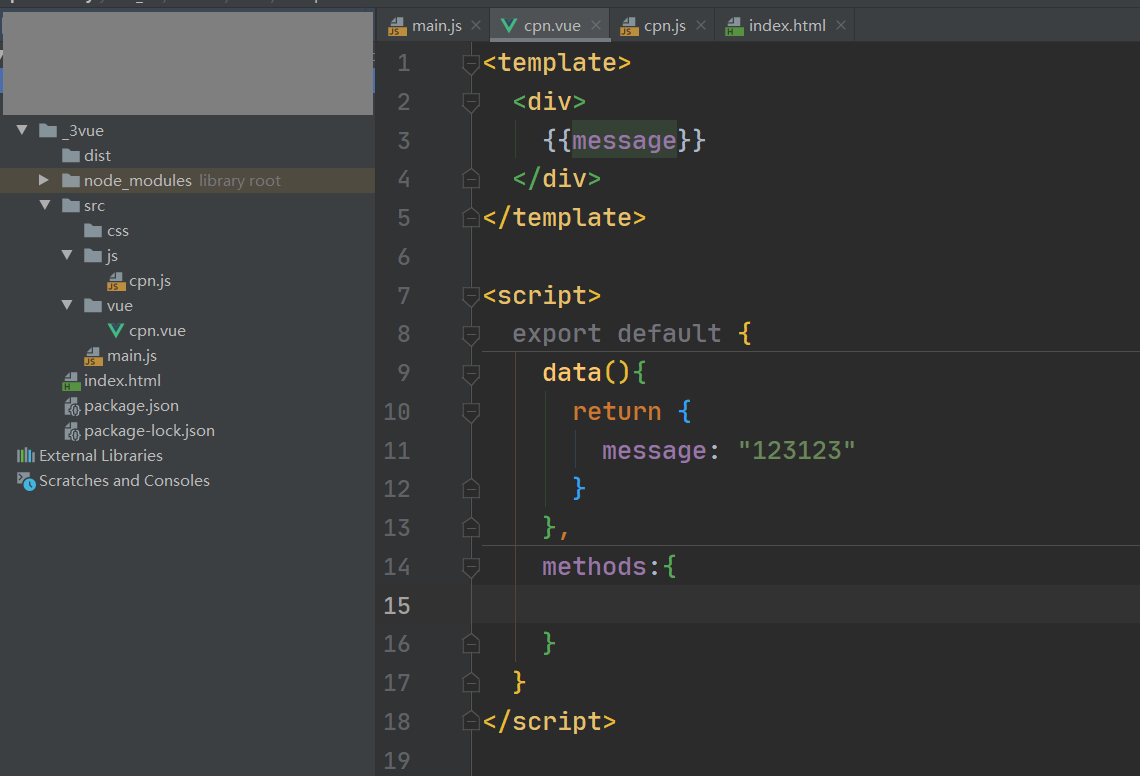 main.js
cpn.vue
cpn.js
index.html
_3vue
dist
node_modules library root
src
css
js
cpn.js
vue
cpn.vue
main.js
index.html
package.json
package-lock.json
External Libraries
Scratches and Consoles
1 <template>
2 <div>
3 {{message}}
4 </div>
5 </template>
6
7 <script>
8 export default {
9 data(){
10 return {
11 message: "123123"
12 }
13 },
14 methods:{
15
16 }
17 }
18 </script>
19